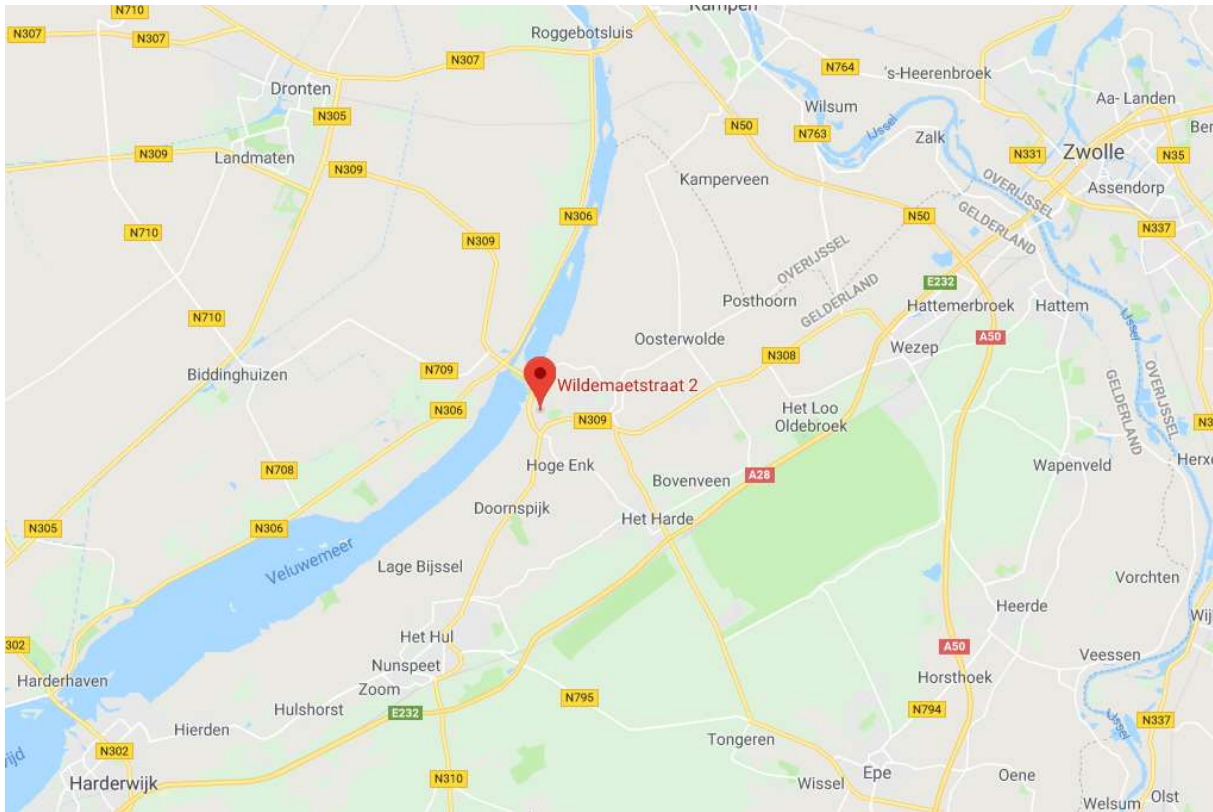 N710
Kampen
N307
N307
Roggebotsluis
N307
N764
's-Heerenbroek
Dronten
Aa- Landen
Wilsum
N305
N50
N763
IJssel
Zalk
N331
Zwolle
N35
N309
Landmaten
N309
Kamperveen
OVERIJSSEL
Assendorp
N306
N50
GELDERLAND
N337
N710
N309
OVERIJSSEL
E232
Posthoorn
GELDERLAND
Hattemerbroek
Hattem
N710
IJssel
Oosterwolde
A50
Wezep
N308
N709
Biddinghuizen
Wildemaetstraat 2
OVERIJSSEL
GELDERLAND
N306
Het Loo
Oldebroek
N309
Hoge Enk
Wapenveld
N708
Bovenveen
A28
Doornspijk
Het Harde
N305
N306
Veluwemeer
Lage Bijssel
Vorchten
Heerde
Het Hul
302
A50
Veessen
Nunspeet
Harderhaven
Horsthoek
Zoom
N795
Hulshorst
E232
N794
IJssel
N337
Hierden
Tongeren
N302
Harderwijk
N310
Epe
Oene
Wissel
Welsum
Olst